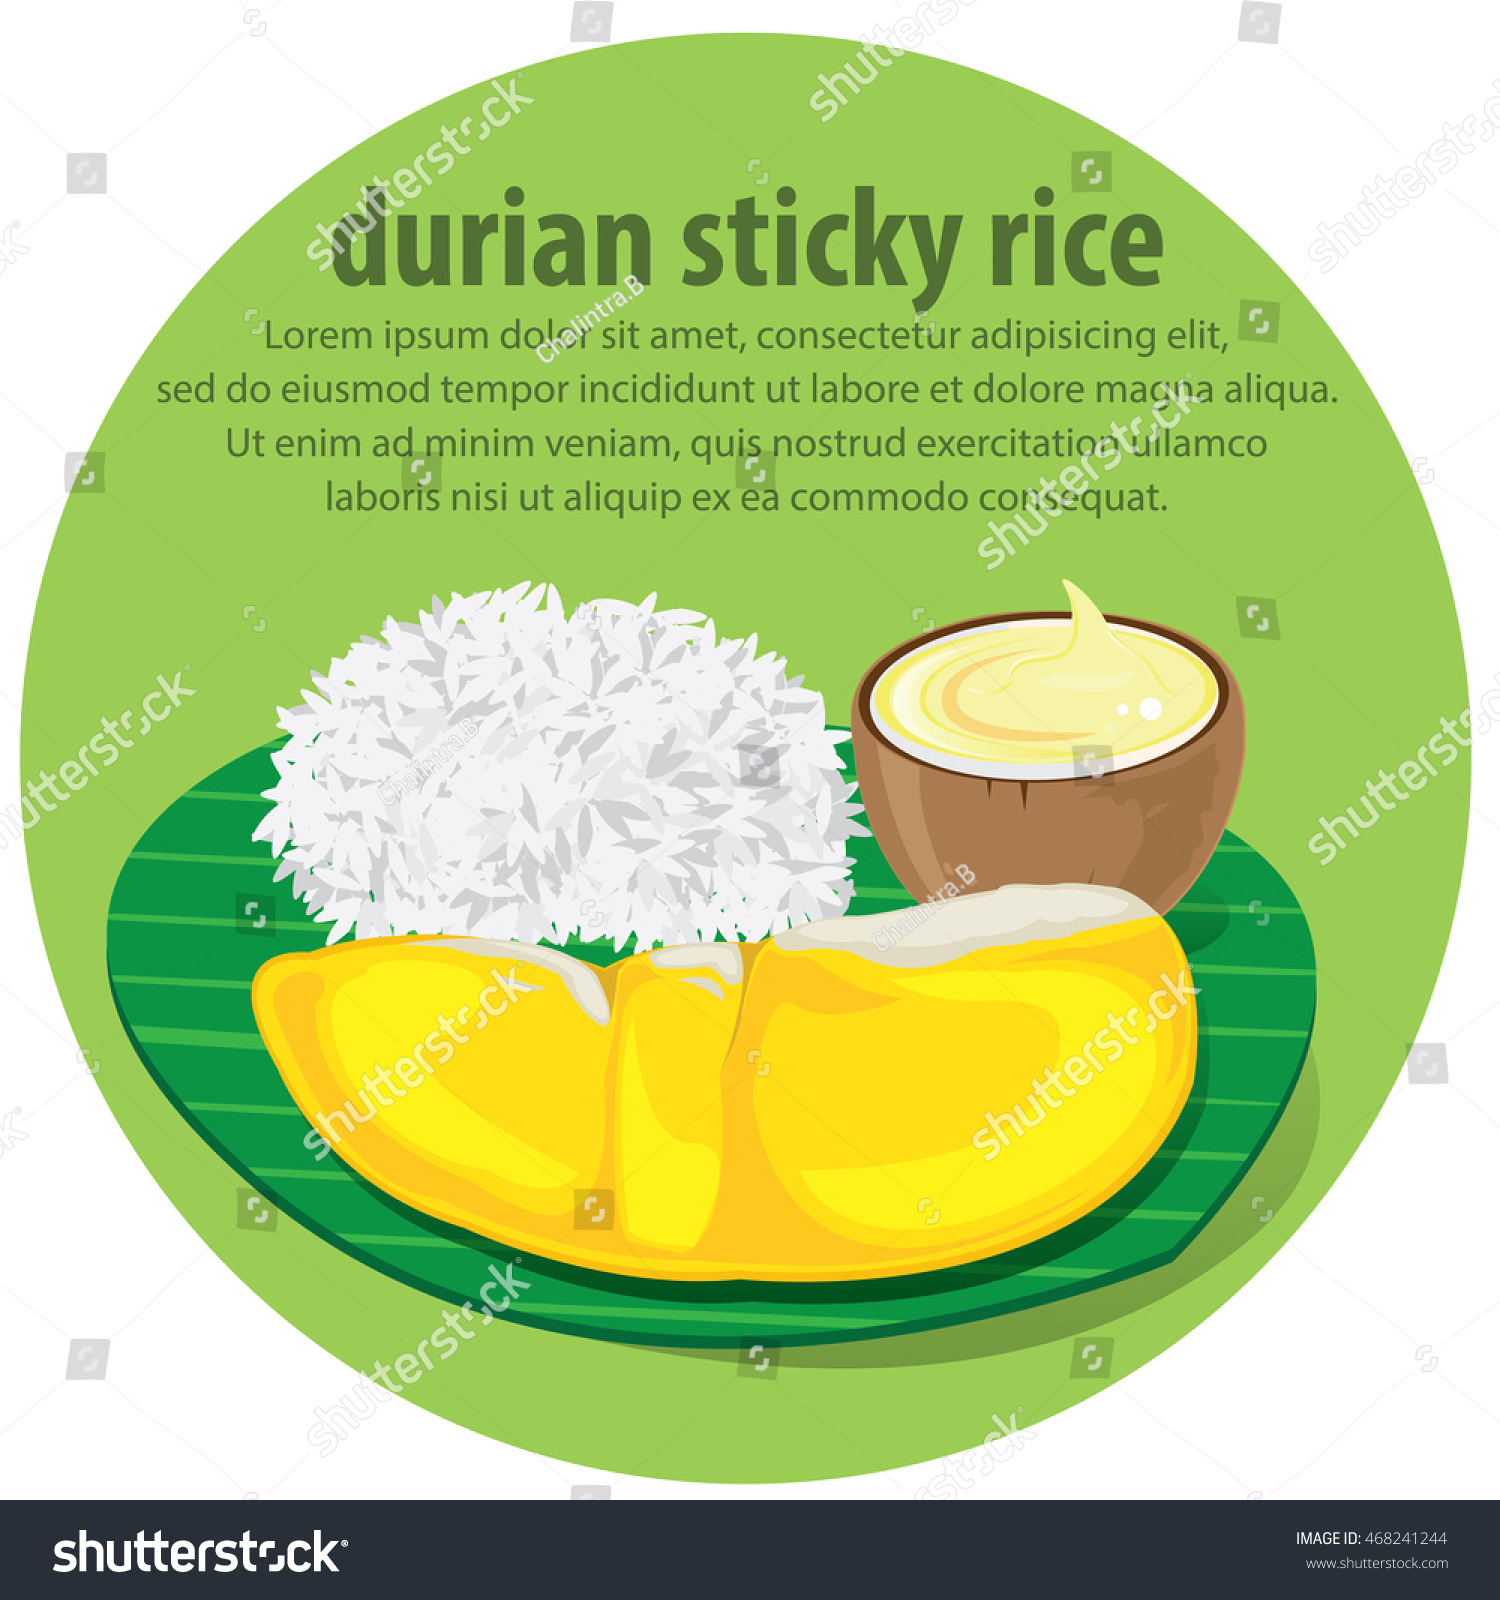 durian sticky rice
Lorem ipsum dolor sit amet, consectetur adipisicing elit,
sed do eiusmod tempor incididunt ut labore et dolore magna aliqua.
Ut enim ad minim veniam, quis nostrud exercitation ullamco
laboris nisi ut aliquip ex ea commodo consequat.
shutterstock
Chalintra.B
shutterstock
IMAGE ID: 468241244
www.shutterstock.com